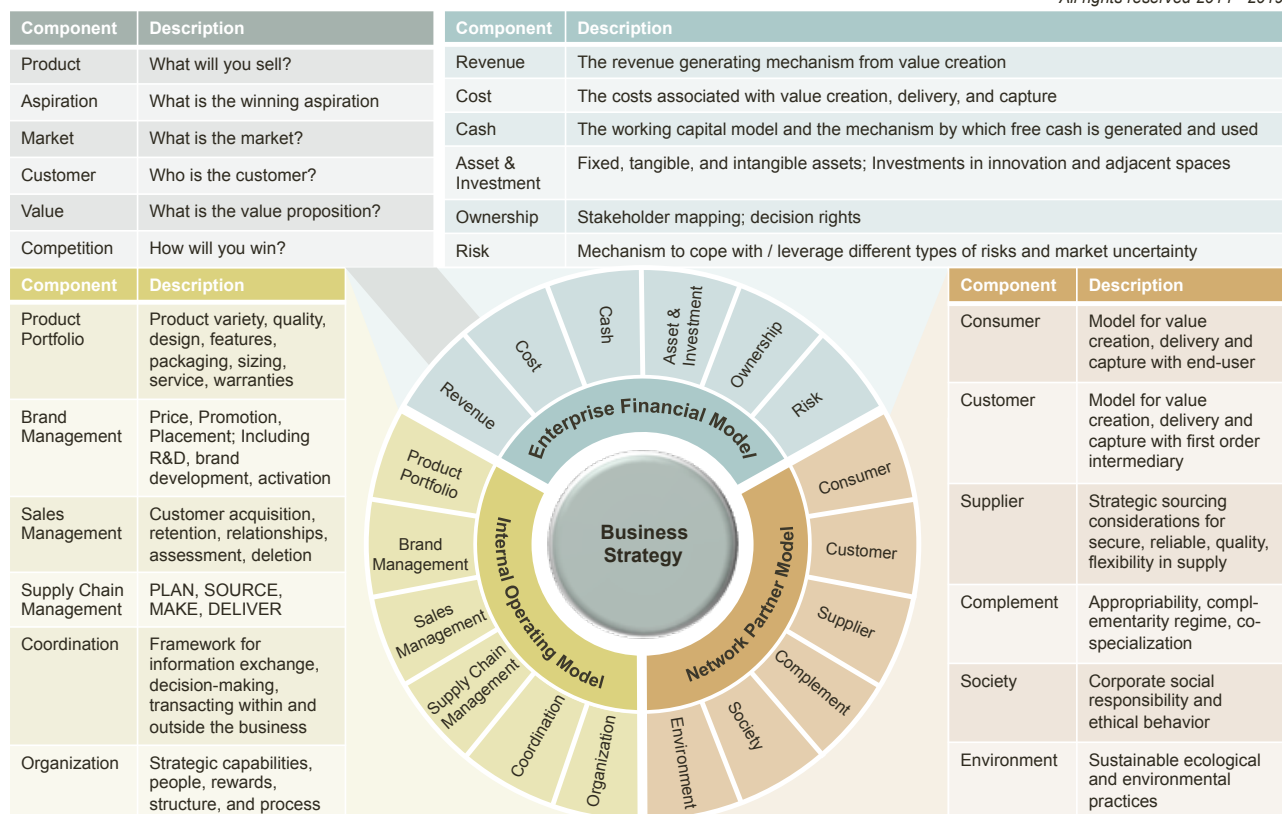 Component Description
Product What will you sell?
Aspiration What is the winning aspiration
Market What is the market?
Customer Who is the customer?
Value What is the value proposition?
Competition How will you win?
Component Description
Revenue The revenue generating mechanism from value creation
Cost The costs associated with value creation, delivery, and capture
Cash The working capital model and the mechanism by which free cash is generated and used
Asset & Fixed, tangible, and intangible assets; Investments in innovation and adjacent spaces
Investment
Ownership Stakeholder mapping; decision rights
Risk Mechanism to cope with / leverage different types of risks and market uncertainty
Component Description
Product Product variety, quality,
Portfolio design, features,
packaging, sizing,
service, warranties
Brand Price, Promotion,
Management Placement; Including
R&D, brand
development, activation
Sales Customer acquisition,
Management retention, relationships,
assessment, deletion
Supply Chain PLAN, SOURCE,
Management MAKE, DELIVER
Coordination Framework for
information exchange,
decision-making,
transacting within and
outside the business
Organization Strategic capabilities,
people, rewards,
structure, and process
Revenue
Cost
Cash
Asset &
Investment
Ownership
Risk
Enterprise Financial Model
Product
Portfolio
Brand
Management
Sales
Management
Supply Chain
Management
Coordination
Organization
Internal Operating Model
Business
Strategy
Network Partner Model
Consumer
Customer
Supplier
Complement
Society
Environment
Component Description
Consumer Model for value
creation, delivery and
capture with end-user
Customer Model for value
creation, delivery and
capture with first order
intermediary
Supplier Strategic sourcing
considerations for
secure, reliable, quality,
flexibility in supply
Complement Appropriability, compl-
ementarity regime, co-
specialization
Society Corporate social
responsibility and
ethical behavior
Environment Sustainable ecological
and environmental
practices